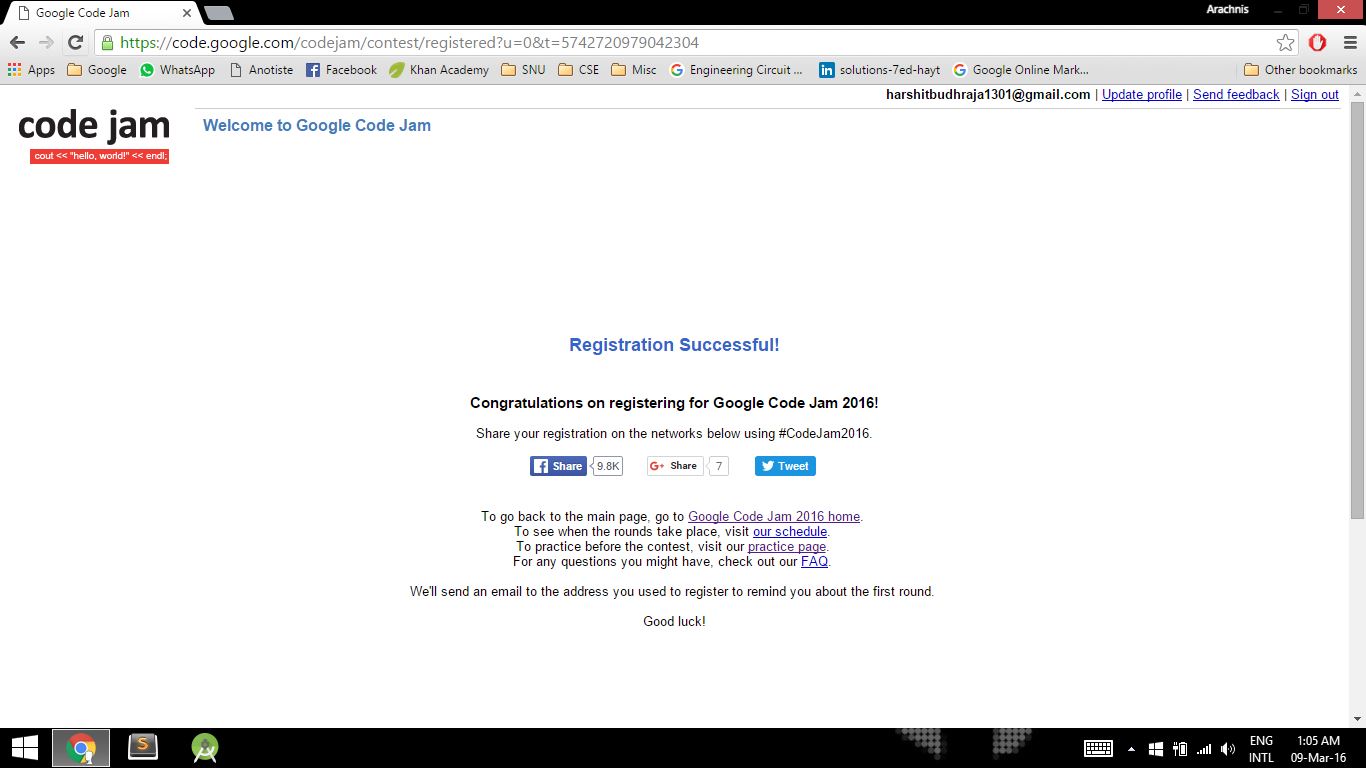 Google Code Jam
Arachnis
https://code.google.com/codejam/contest/registered?u=0&t=5742720979042304
Apps Google WhatsApp Anotiste Facebook Khan Academy SNU CSE Misc Engineering Circuit ... solutions-7ed-hayt Google Online Mark... Other bookmarks
harshitbudhraja1301@gmail.com | Update profile | Send feedback | Sign out
code jam
cout << "hello, world!" << endl;
Welcome to Google Code Jam
Registration Successful!
Congratulations on registering for Google Code Jam 2016!
Share your registration on the networks below using #CodeJam2016.
Share 9.8K G+ Share 7 Tweet
To go back to the main page, go to Google Code Jam 2016 home.
To see when the rounds take place, visit our schedule.
To practice before the contest, visit our practice page.
For any questions you might have, check out our FAQ.
We'll send an email to the address you used to register to remind you about the first round.
Good luck!
ENG 1:05 AM
INTL 09-Mar-16